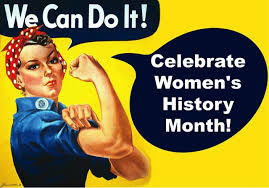 We Can Do It!
Celebrate
Women's
History
Month!